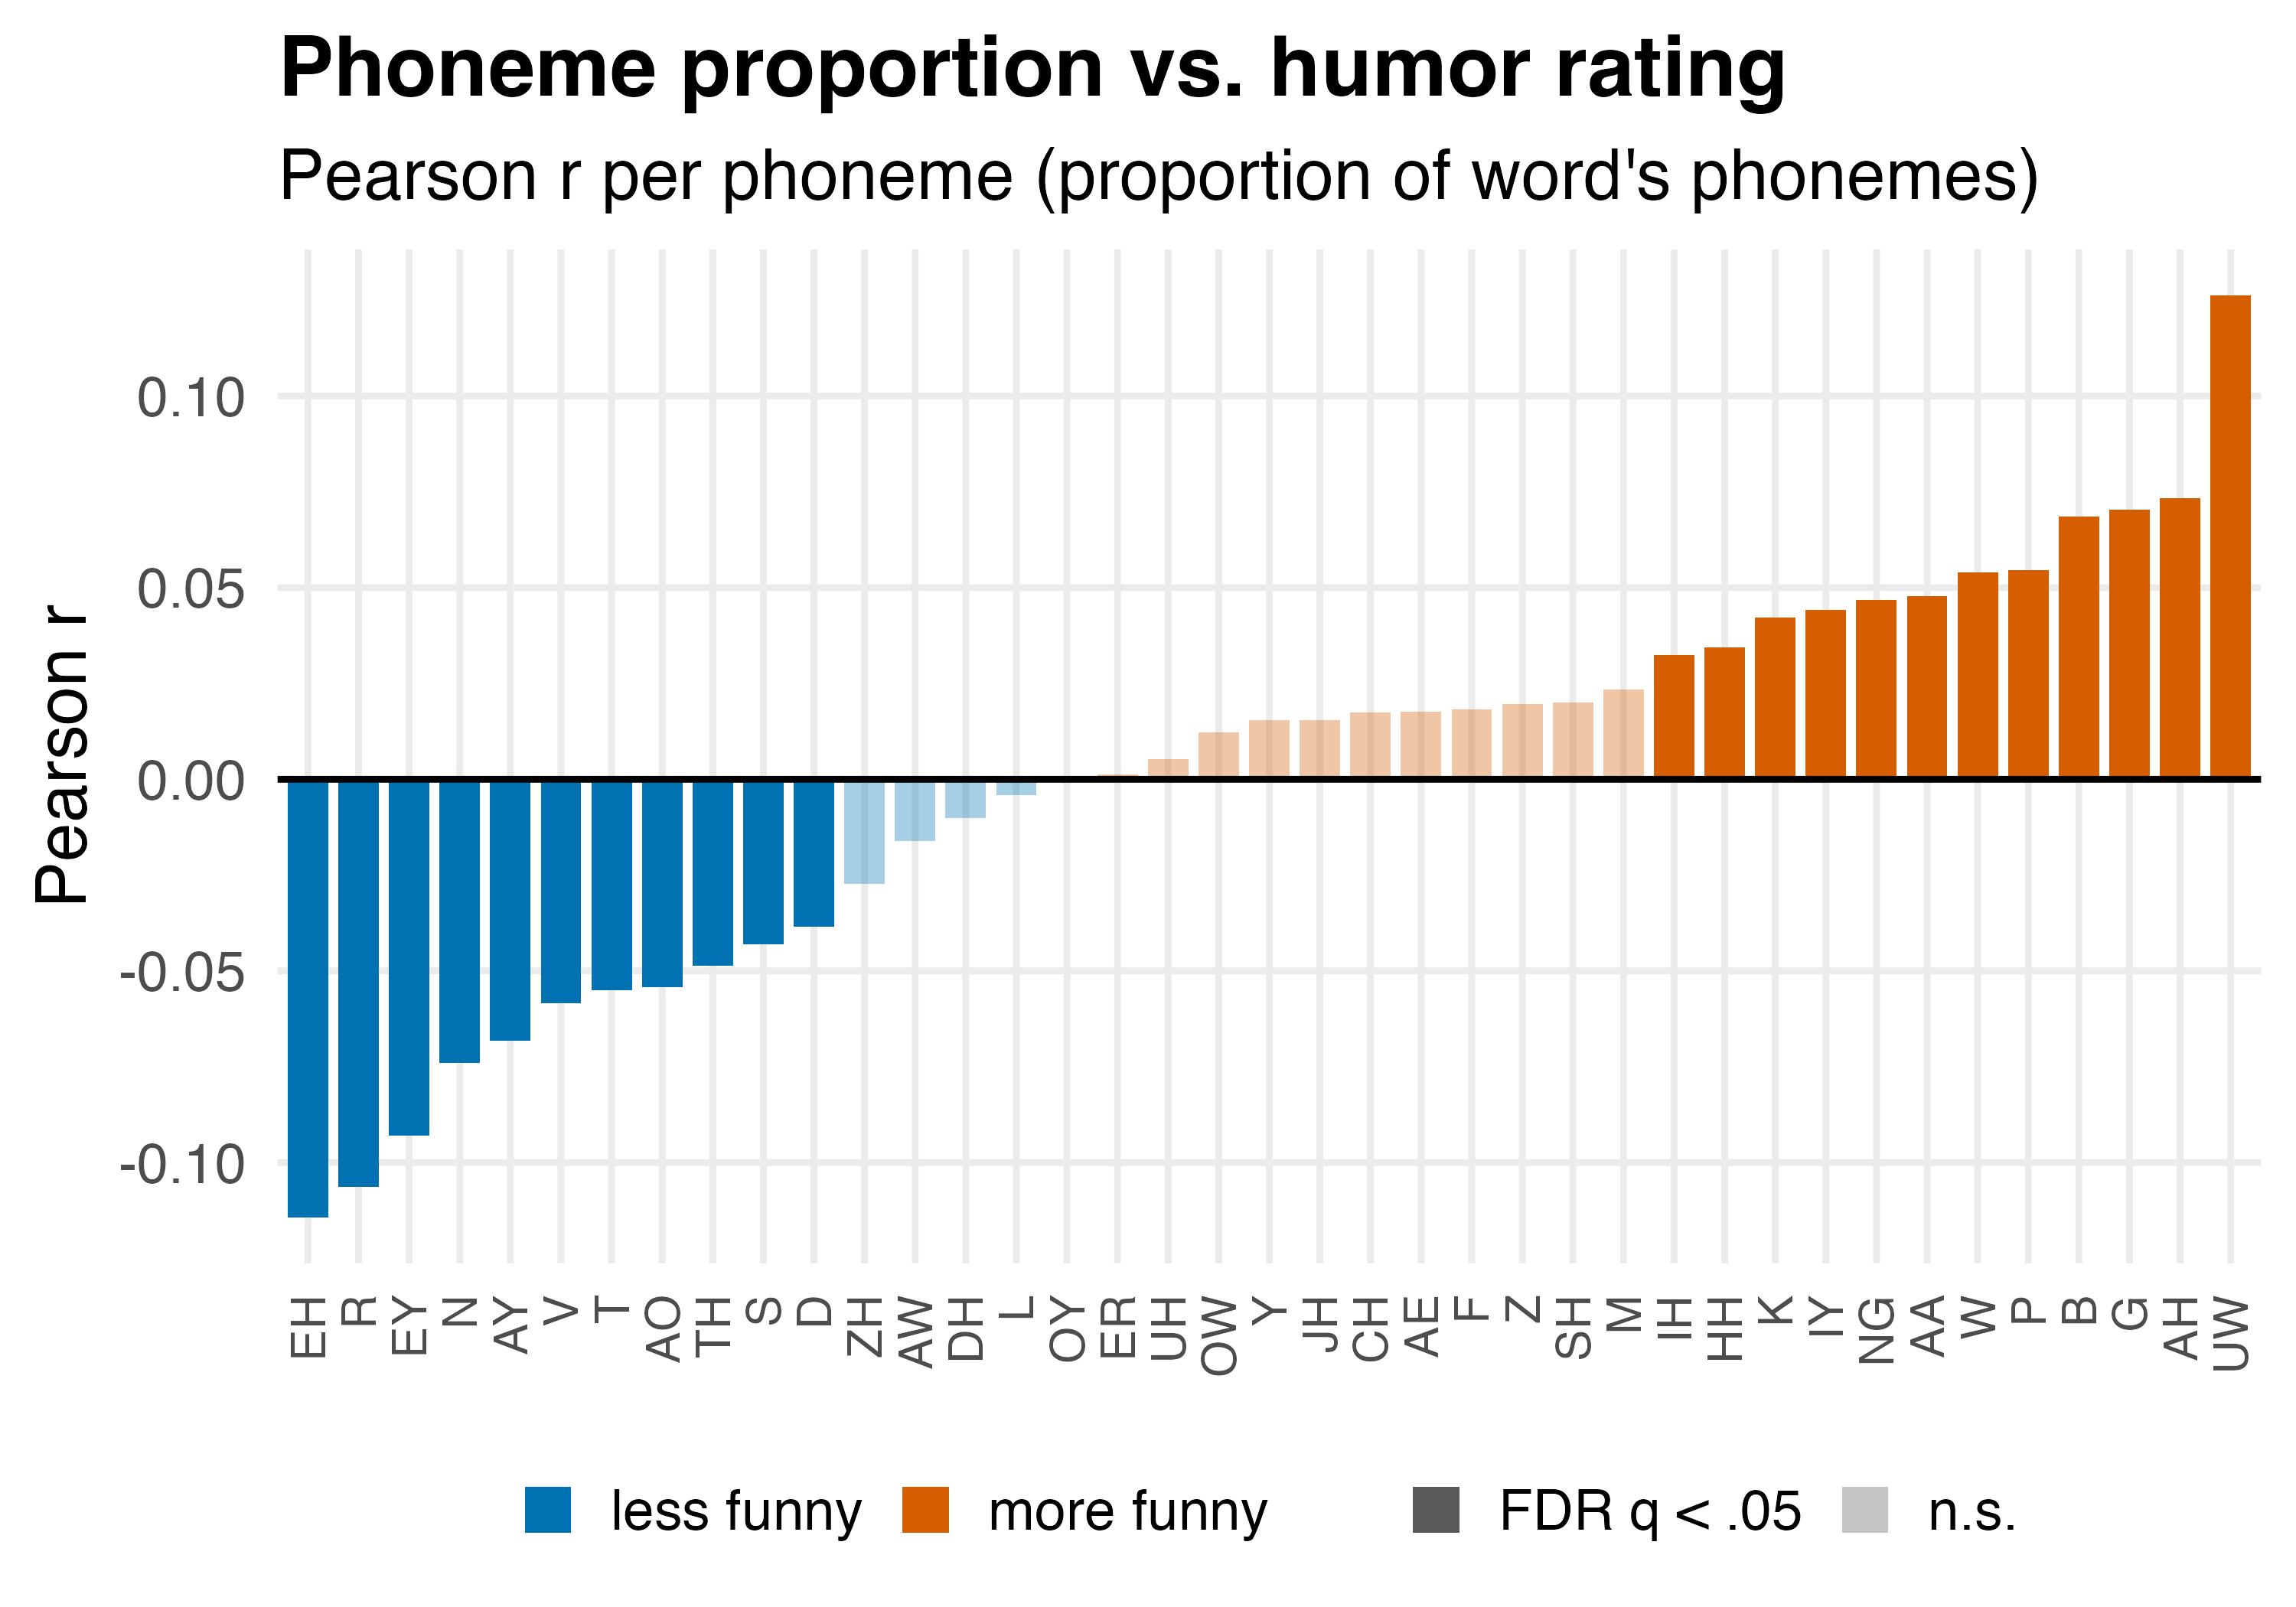 Phoneme proportion vs. humor rating
Pearson r per phoneme (proportion of word's phonemes)
Pearson r
0.10
0.05
0.00
-0.05
-0.10
EH R EY N AY V T AO TH S D ZH AW DH L OY ER UH OW Y JH CH AE F Z SH M IH HH K IY NG AA W P B G AH UW
less funny more funny FDR q < .05 n.s.